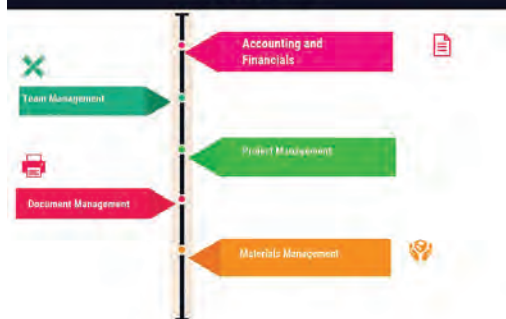 Accounting and
Financials
Team Management
Project Management
Document Management
Materials Management